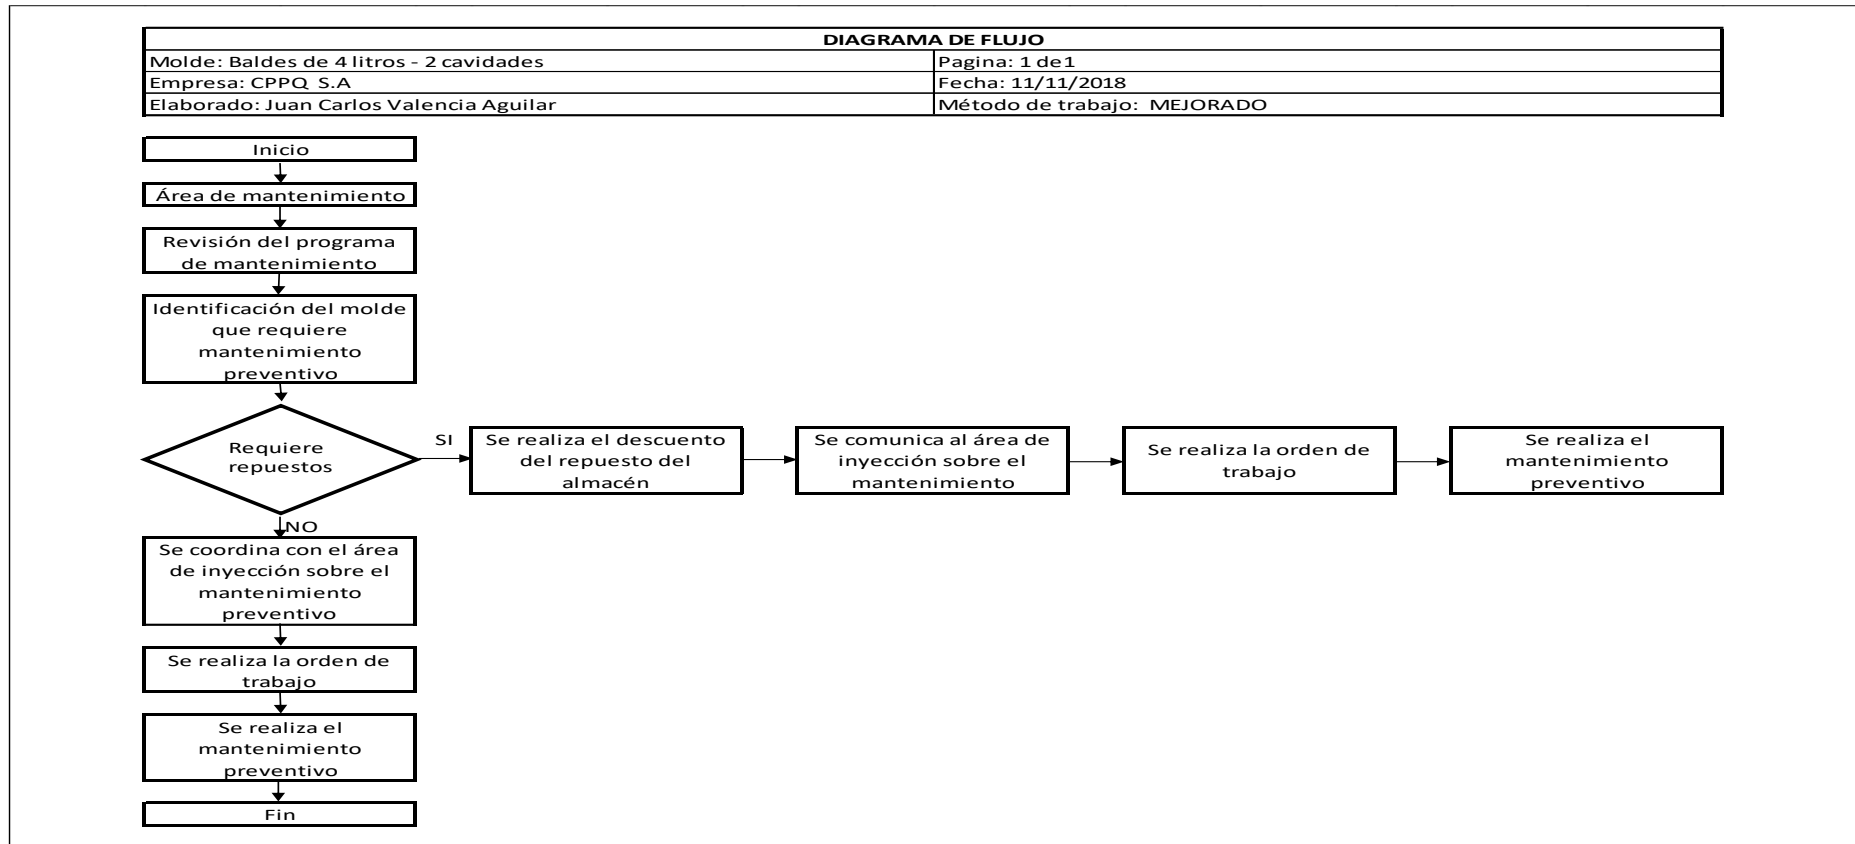 DIAGRAMA DE FLUJO
Molde: Baldes de 4 litros - 2 cavidades
Pagina: 1 de1
Empresa: CPPQ S.A
Fecha: 11/11/2018
Elaborado: Juan Carlos Valencia Aguilar
Método de trabajo: MEJORADO
Inicio
Área de mantenimiento
Revisión del programa
de mantenimiento
Identificación del molde
que requiere
mantenimiento
preventivo
Requiere
repuestos
SI
Se realiza el descuento
del repuesto del
almacén
Se comunica al área de
inyección sobre el
mantenimiento
Se realiza la orden de
trabajo
Se realiza el
mantenimiento
preventivo
NO
Se coordina con el área
de inyección sobre el
mantenimiento
preventivo
Se realiza la orden de
trabajo
Se realiza el
mantenimiento
preventivo
Fin